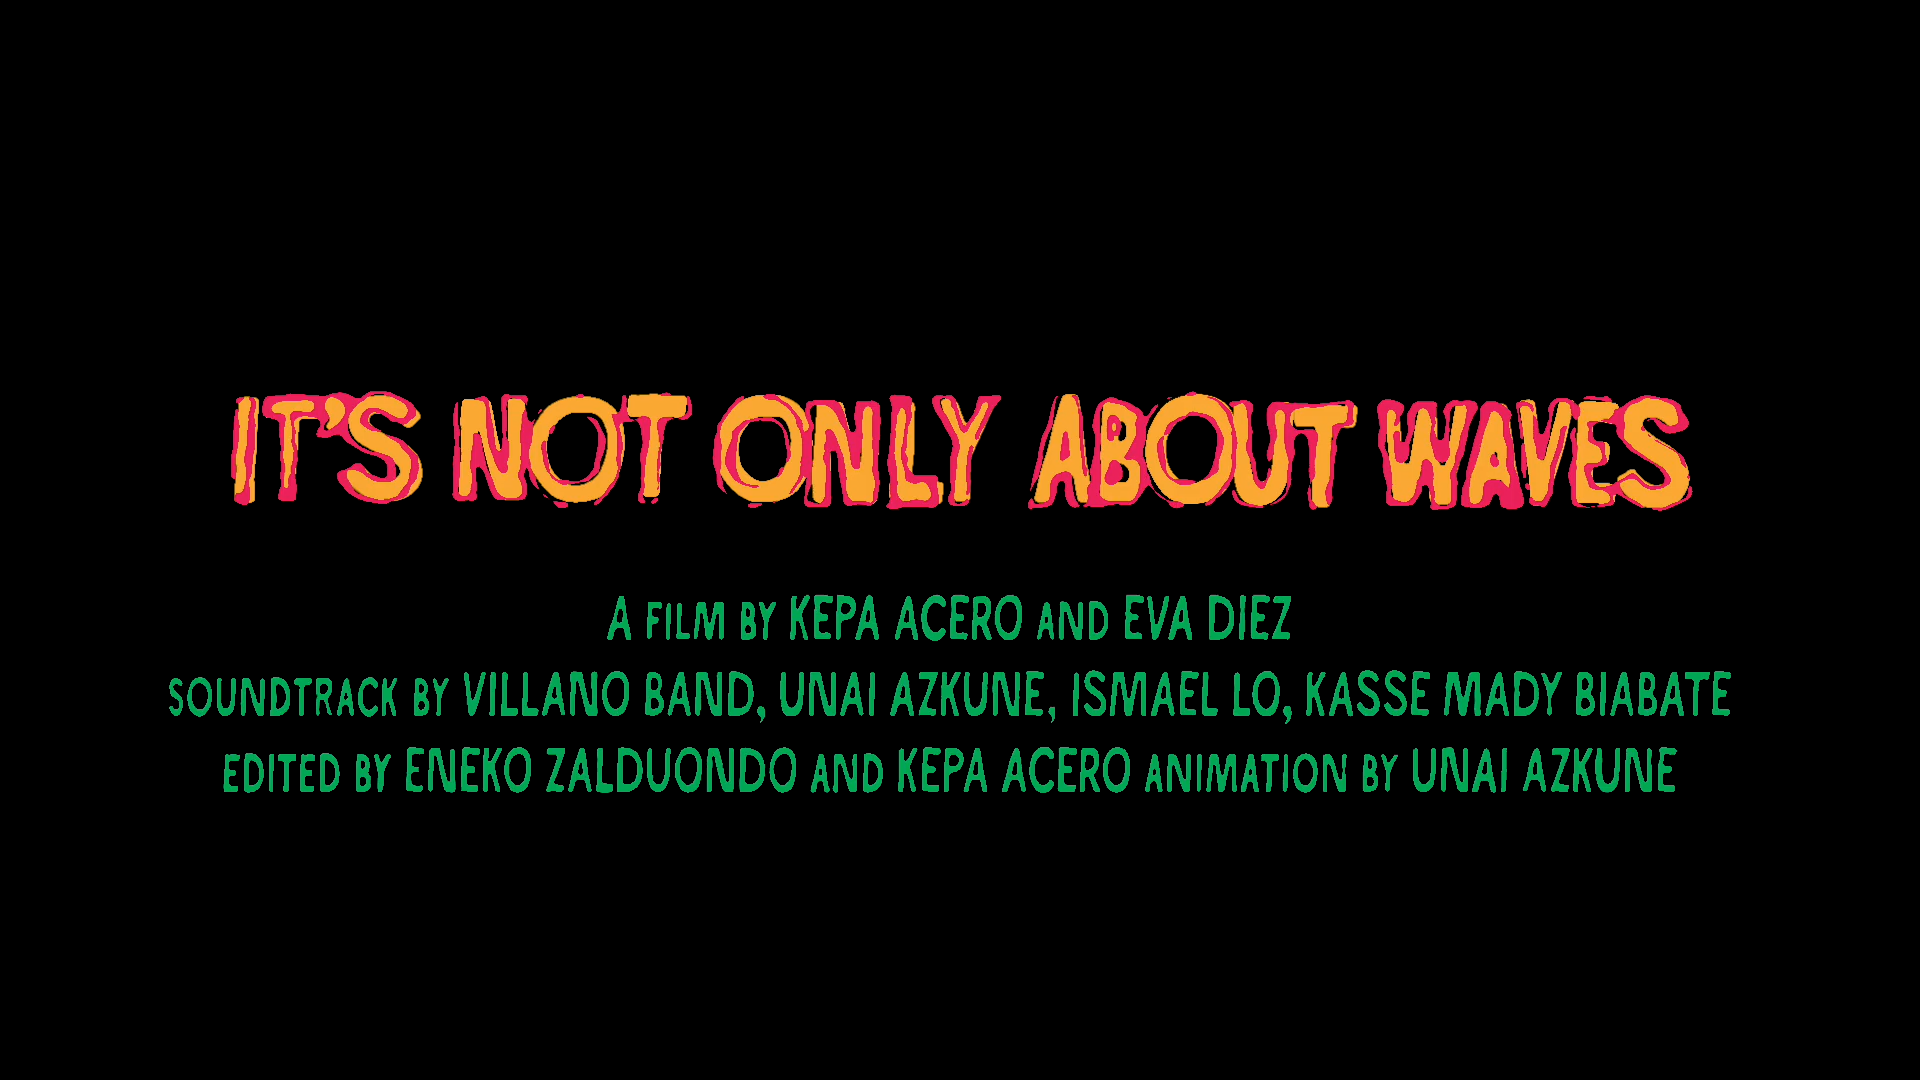 IT'S NOT ONLY ABOUT WAVES
A FILM BY KEPA ACERO AND EVA DIEZ
SOUNDTRACK BY VILLANO BAND, UNAI AZKUNE, ISMAEL LO, KASSE MADY BIABATE
EDITED BY ENEKO ZALDUONDO AND KEPA ACERO ANIMATION BY UNAI AZKUNE